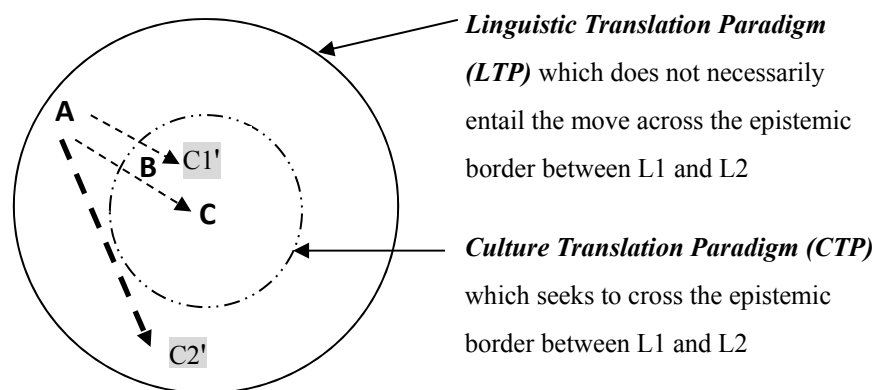 Linguistic Translation Paradigm
(LTP) which does not necessarily
entail the move across the epistemic
border between L1 and L2
A
B
C1'
C
C2'
Culture Translation Paradigm (CTP)
which seeks to cross the epistemic
border between L1 and L2